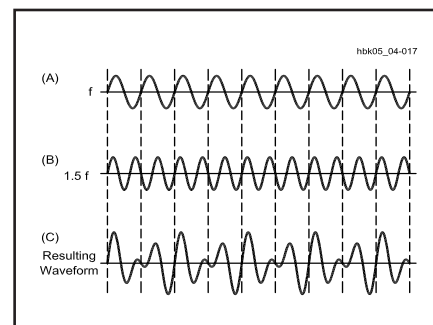 hbk05_04-017
(A)
f
(B)
1.5 f
(C)
Resulting
Waveform